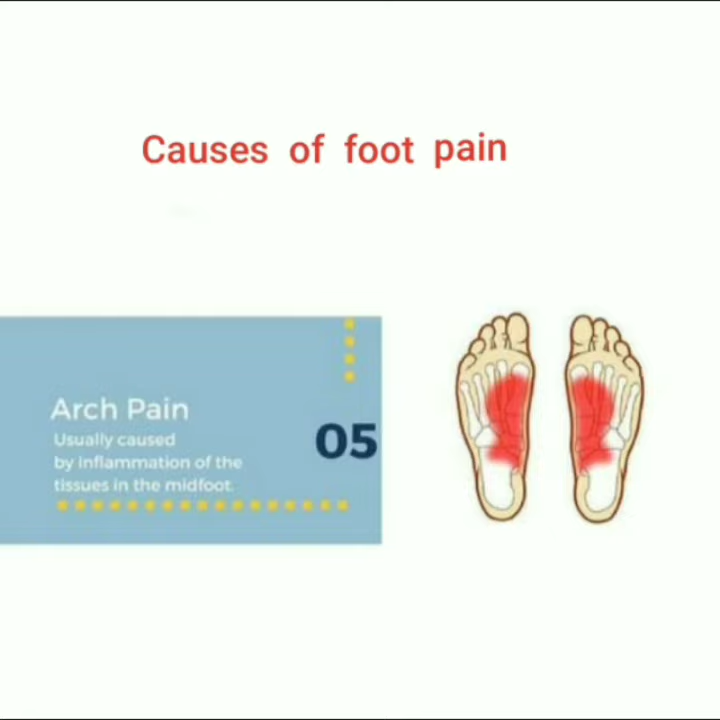 Causes of foot pain
Arch Pain
Usually caused
by inflammation of the
tissues in the midfoot.
05